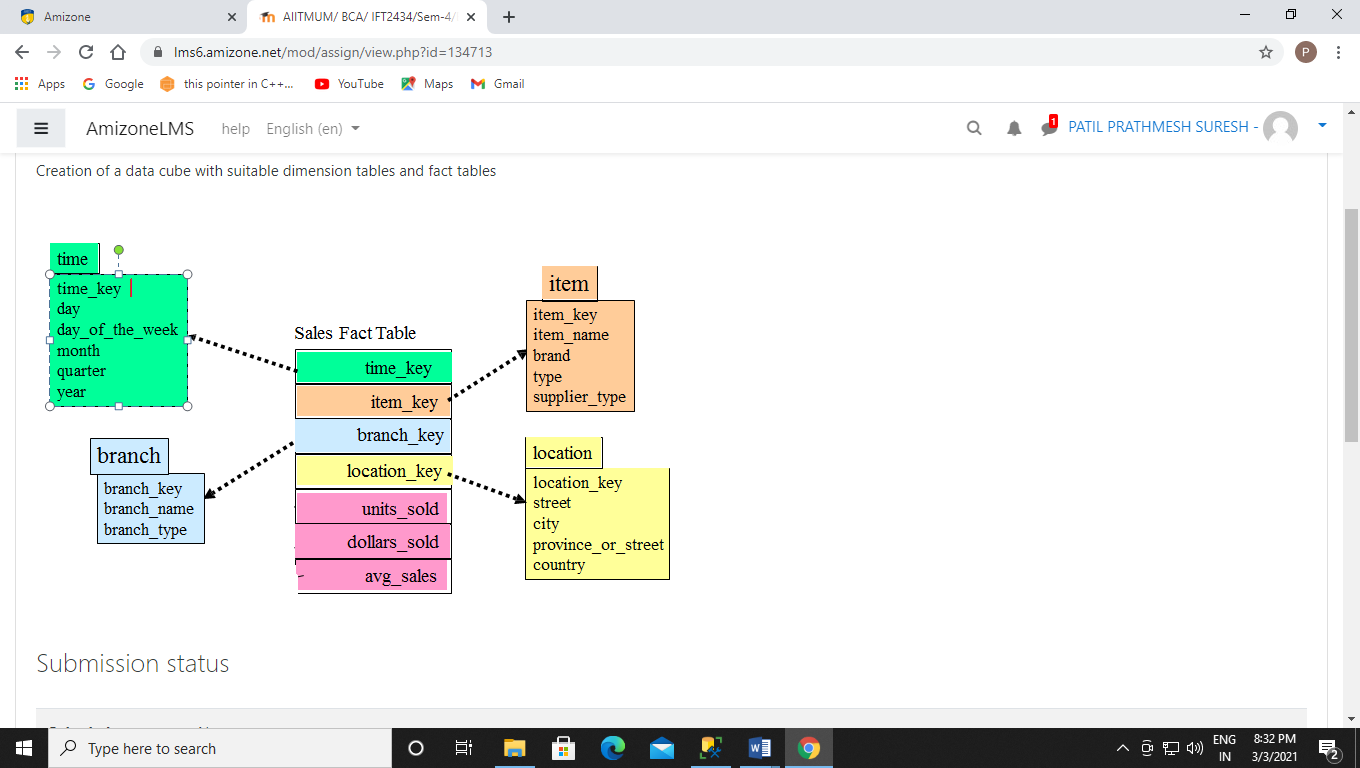 Amizone
AIITMUM/ BCA/ IFT2434/Sem-4/
lms6.amizone.net/mod/assign/view.php?id=134713
P
Apps
Google
this pointer in C++...
YouTube
Maps
Gmail
AmizoneLMS
help
English (en)
1
PATIL PRATHMESH SURESH -
Creation of a data cube with suitable dimension tables and fact tables
time
time_key
day
day_of_the_week
month
quarter
year
branch
branch_key
branch_name
branch_type
Sales Fact Table
time_key
item_key
branch_key
location_key
units_sold
dollars_sold
avg_sales
item
item_key
item_name
brand
type
supplier_type
location
location_key
street
city
province_or_street
country
Submission status
Type here to search
ENG
IN
8:32 PM
3/3/2021
2